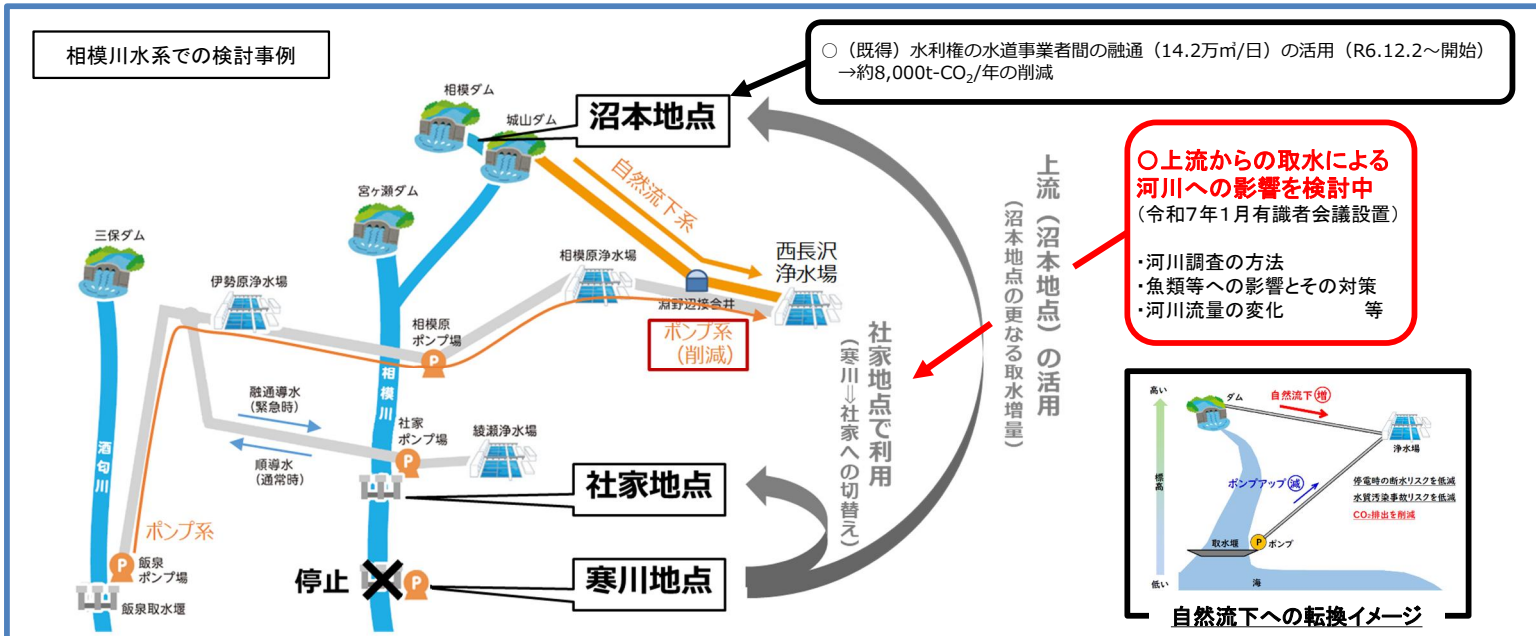 相模川水系での検討事例
○（既得）水利権の水道事業者間の融通（14.2万㎥/日）の活用（R6.12.2～開始）
→約8,000t-CO₂/年の削減
相模ダム
城山ダム
沼本地点
宮ヶ瀬ダム
三保ダム
自然流下系
伊勢原浄水場
相模原浄水場
西長沢
浄水場
淵野辺接合井
相模原
ポンプ場
P
ポンプ系
(削減)
相模川
酒匂川
融通導水
(緊急時)
順導水
(通常時)
社家
ポンプ場
P
綾瀬浄水場
社家地点
ポンプ系
P
飯泉
ポンプ場
飯泉取水堰
停止
P
寒川地点
上流（沼本地点）の活用
（沼本地点の更なる取水増量）
社家地点で利用
（寒川⇒社家への切替え）
○上流からの取水による
河川への影響を検討中
（令和7年1月有識者会議設置）
・河川調査の方法
・魚類等への影響とその対策
・河川流量の変化　　　　等
高い
標高
低い
ダム
自然流下増
浄水場
ポンプアップ減
停電時の断水リスクを低減
水質汚染事故リスクを低減
CO₂排出を削減
取水堰
P
ポンプ
海
自然流下への転換イメージ